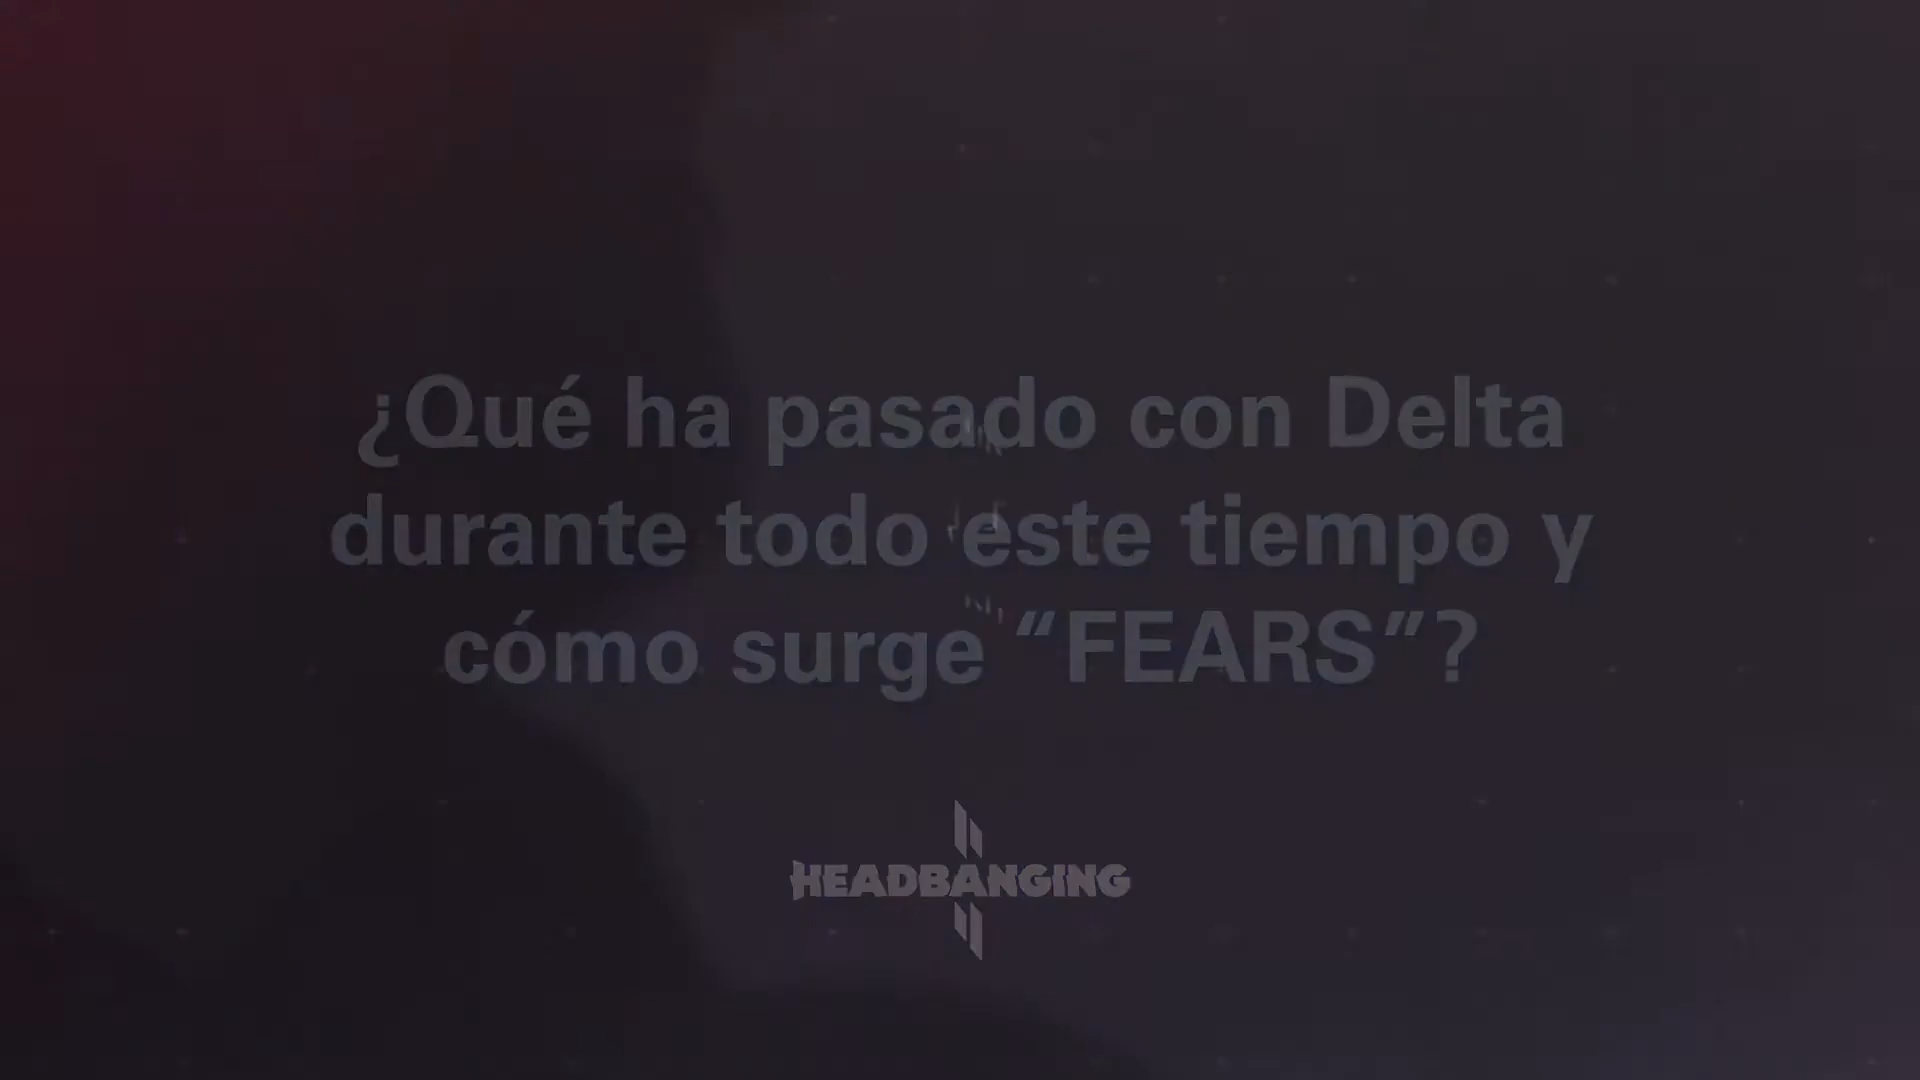 ¿Qué ha pasado con Delta
durante todo este tiempo y
cómo surge “FEARS”?
HEADBANGING